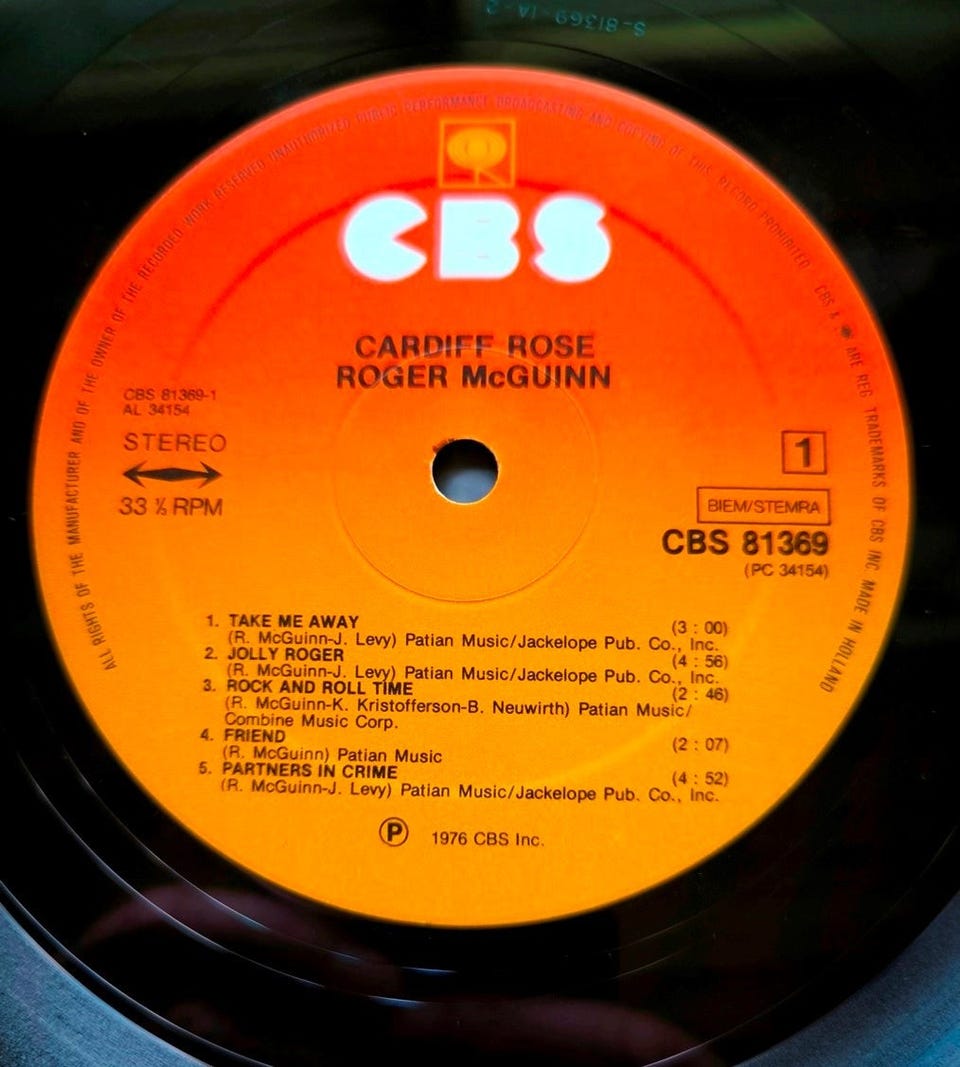 S-81369-1A-2
ALL RIGHTS OF THE MANUFACTURER AND OF THE OWNER OF THE RECORDED WORK RESERVED UNAUTHORIZED PUBLIC PERFORMANCE BROADCASTING AND COPYING OF THIS RECORD PROHIBITED CBS & ARE REG TRADEMARKS OF CBS INC MADE IN HOLLAND
CBS
CARDIFF ROSE
ROGER McGUINN
CBS 81369-1
AL 34154
STEREO
33 ⅓ RPM
1
BIEM/STEMRA
CBS 81369
(PC 34154)
1. TAKE ME AWAY (3 : 00)
(R. McGuinn-J. Levy) Patian Music/Jackelope Pub. Co., Inc.
2. JOLLY ROGER (4 : 56)
(R. McGuinn-J. Levy) Patian Music/Jackelope Pub. Co., Inc.
3. ROCK AND ROLL TIME (2 : 46)
(R. McGuinn-K. Kristofferson-B. Neuwirth) Patian Music/
Combine Music Corp.
4. FRIEND (2 : 07)
(R. McGuinn) Patian Music
5. PARTNERS IN CRIME (4 : 52)
(R. McGuinn-J. Levy) Patian Music/Jackelope Pub. Co., Inc.
℗ 1976 CBS Inc.